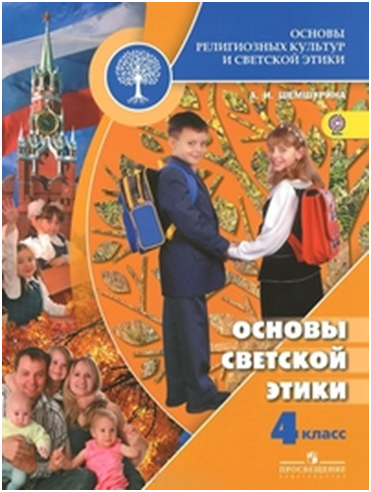 ОСНОВЫ
РЕЛИГИОЗНЫХ КУЛЬТУР
И СВЕТСКОЙ ЭТИКИ
А. И. ШЕМШУРИНА
ОСНОВЫ
СВЕТСКОЙ
ЭТИКИ
4 класс
ПРОСВЕЩЕНИЕ